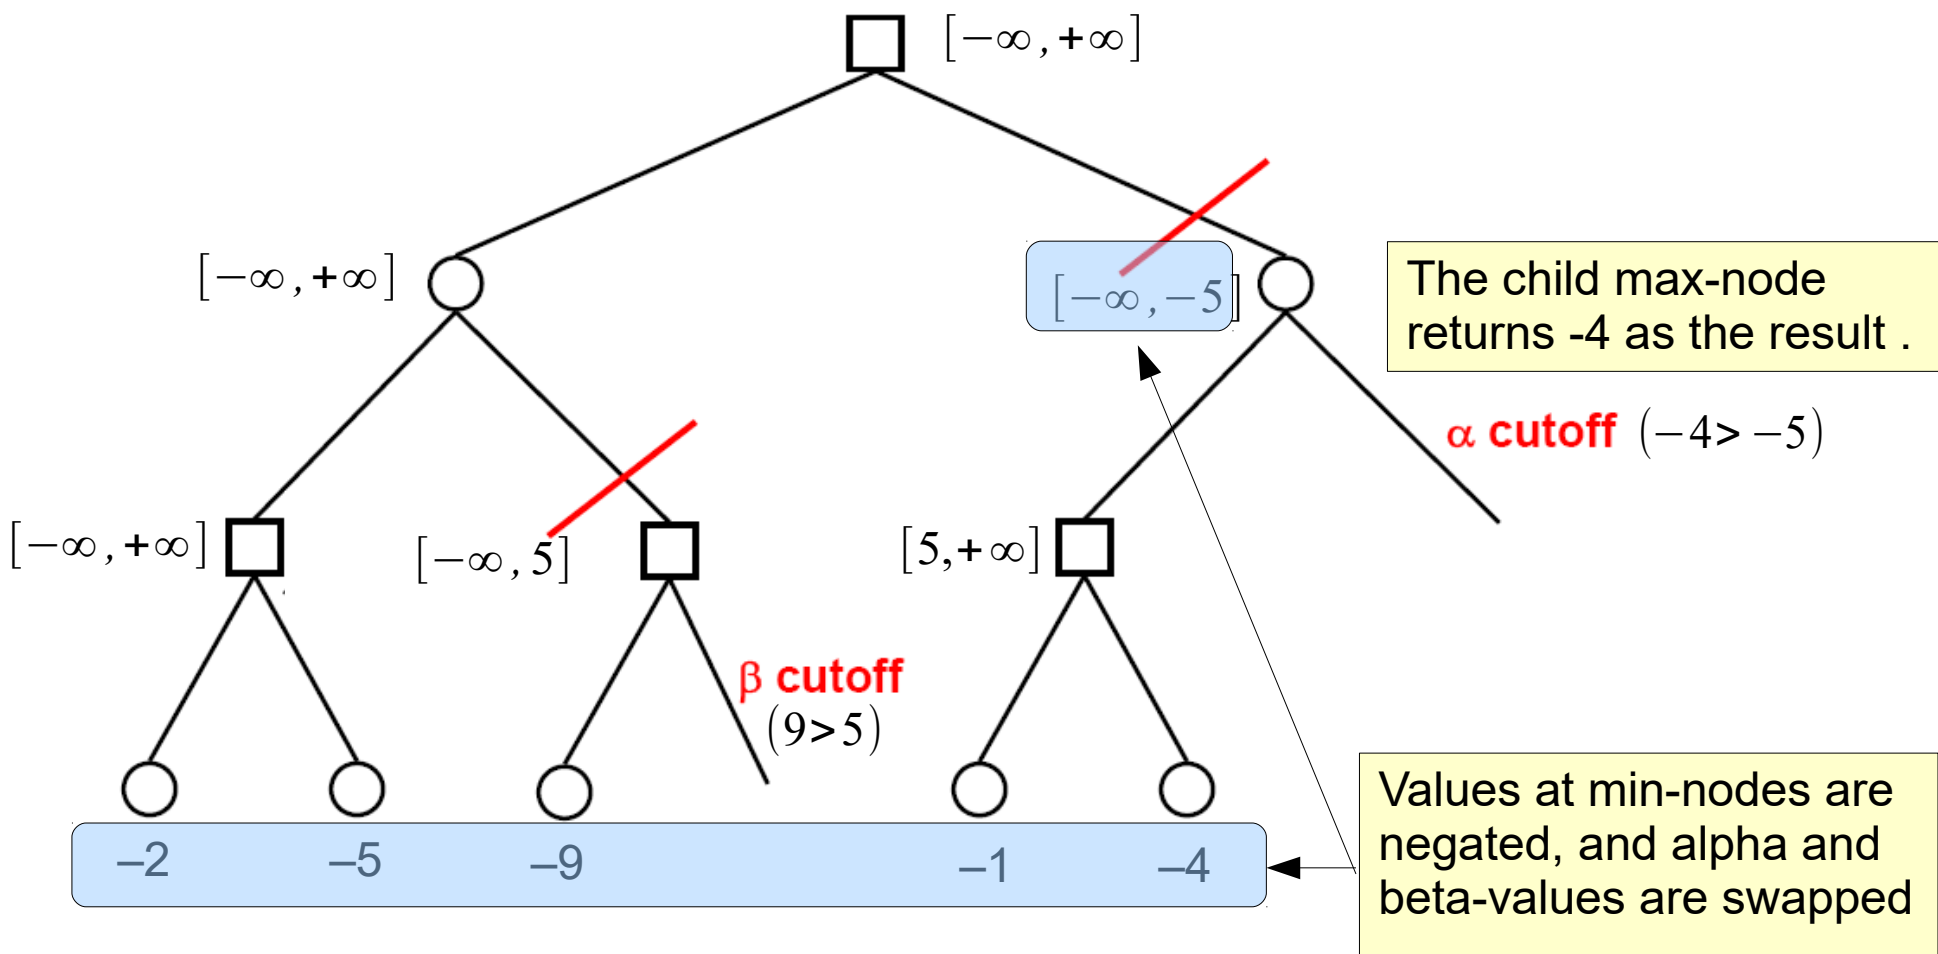 [−∞,+∞]
[−∞,+∞]
[−∞,−5]
The child max-node
returns -4 as the result .
α cutoff (−4>−5)
[−∞,+∞]
[−∞,5]
[5,+∞]
β cutoff
(9>5)
–2 –5 –9 –1 –4
Values at min-nodes are
negated, and alpha and
beta-values are swapped